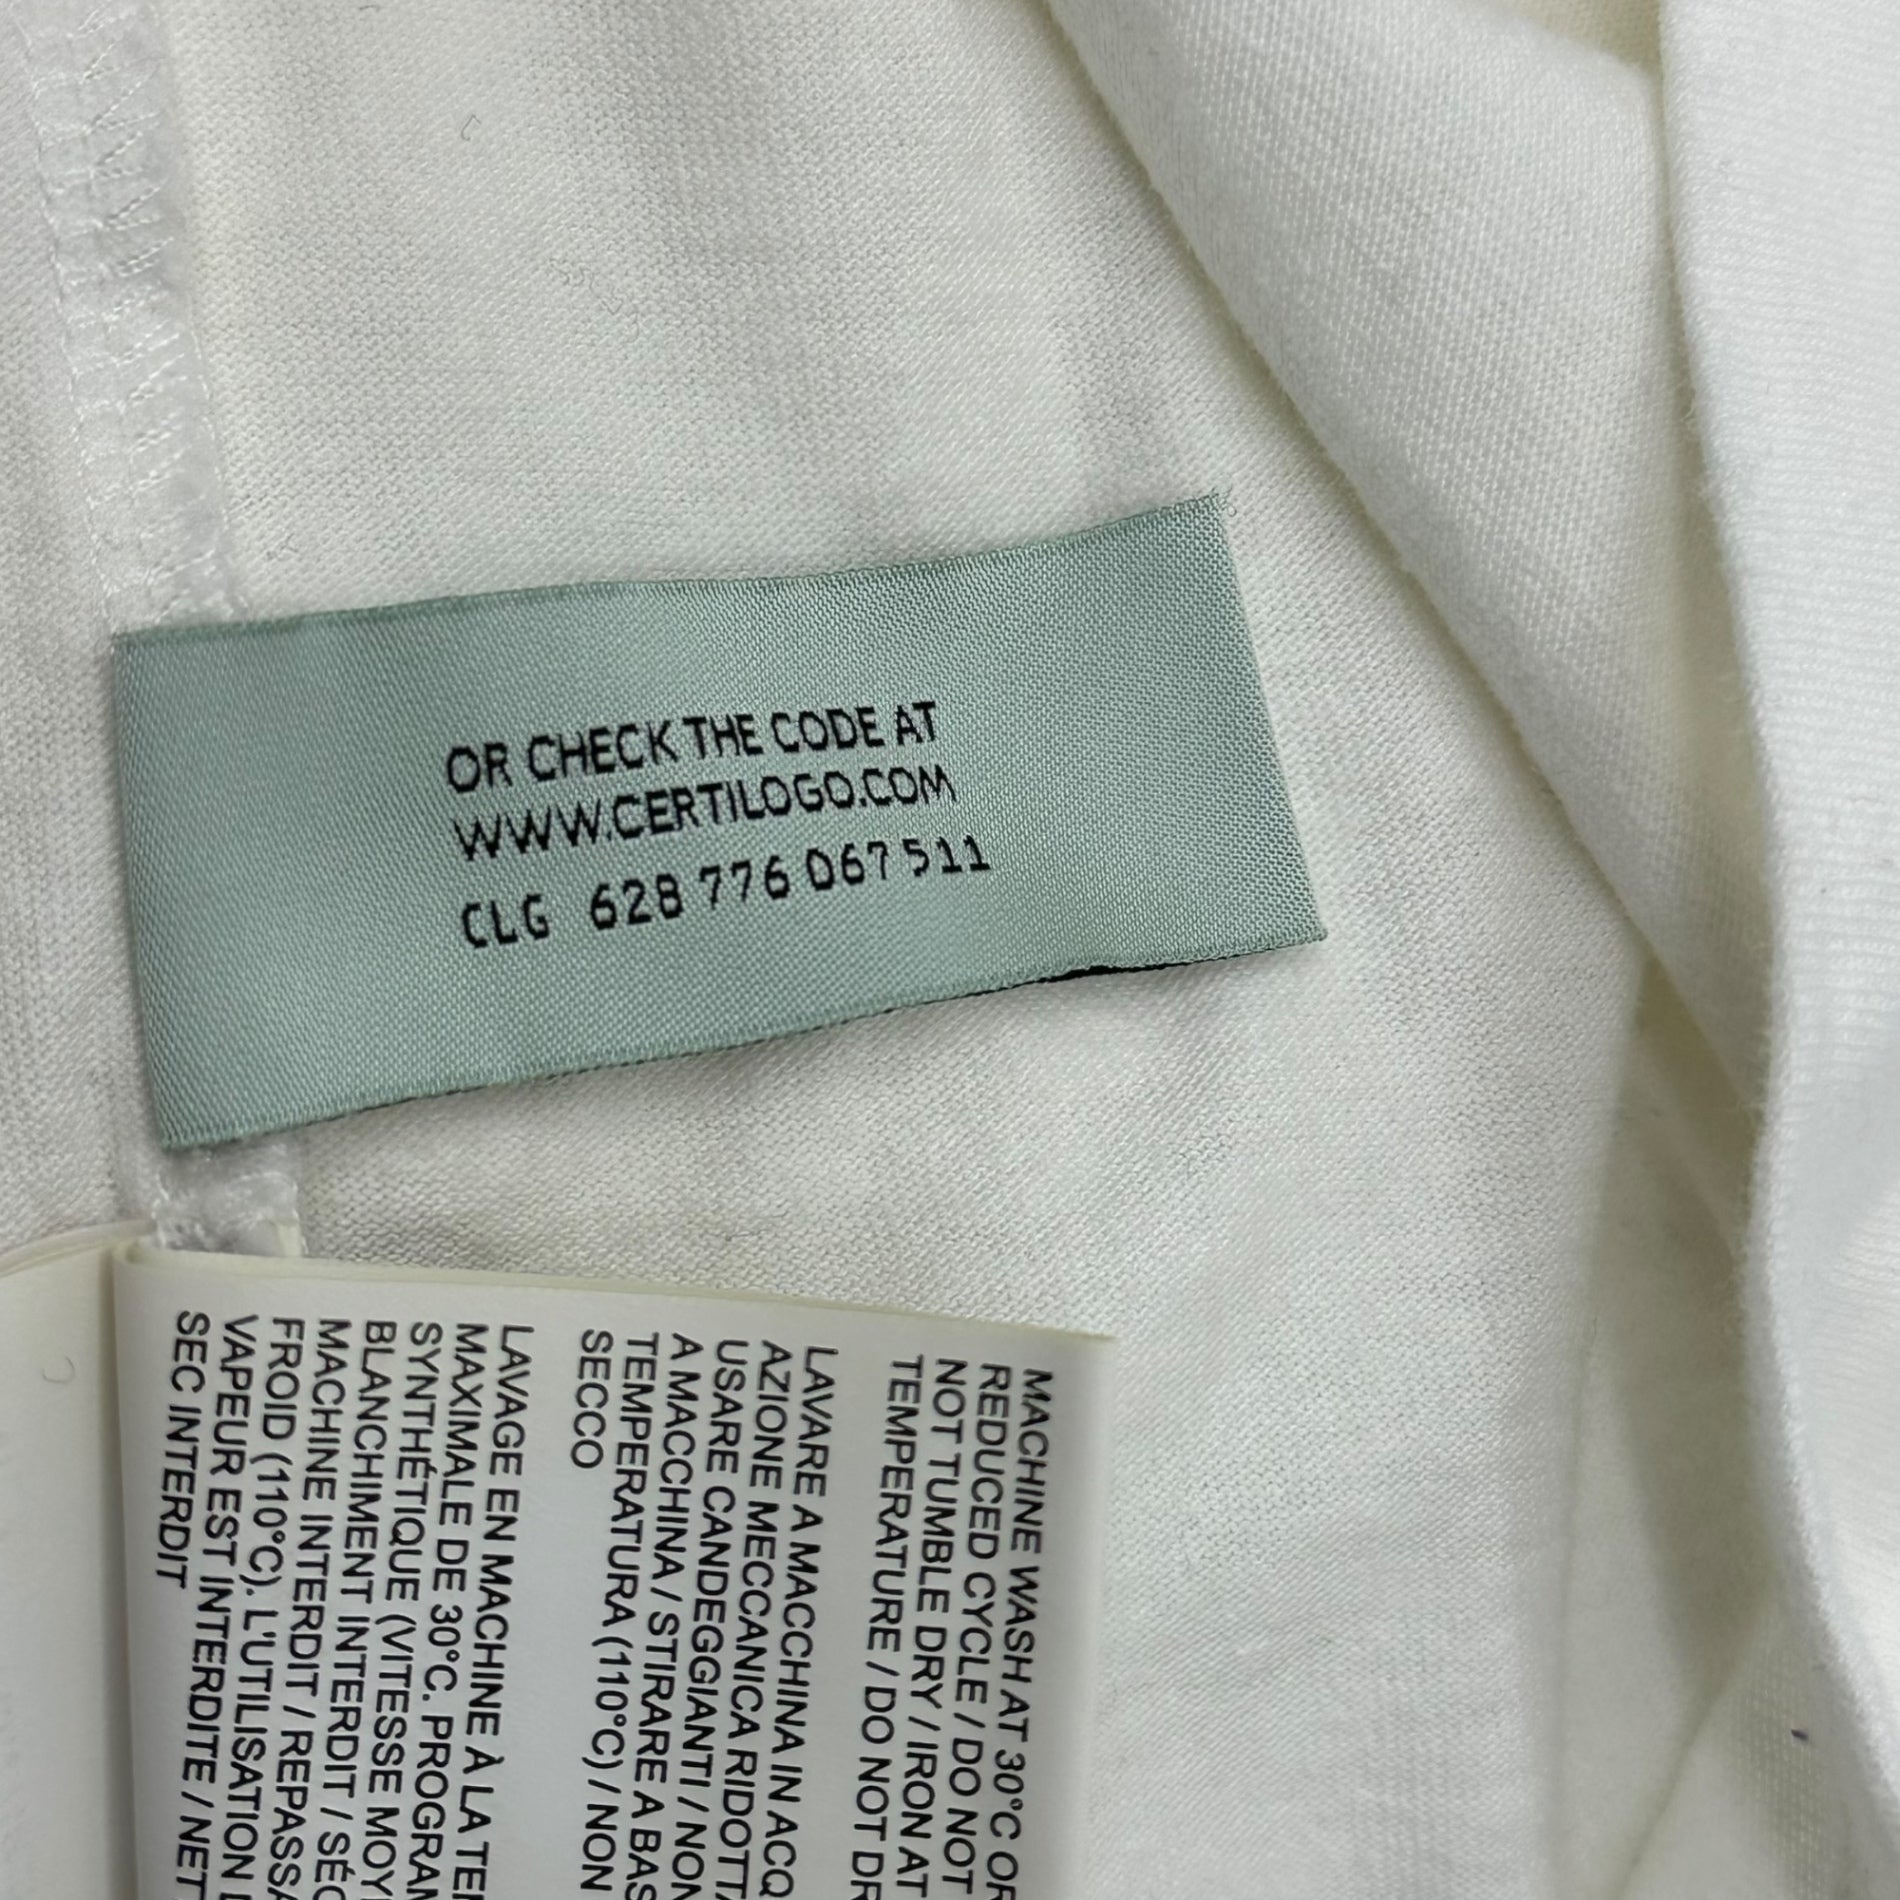 OR CHECK THE CODE AT
WWW.CERTILOGO.COM
CLG 628 776 067 511
MACHINE WASH AT 30°C OR
REDUCED CYCLE / DO NOT
NOT TUMBLE DRY / IRON AT
TEMPERATURE / DO NOT DR
LAVARE A MACCHINA IN ACQ
AZIONE MECCANICA RIDOTT
USARE CANDEGGIANTI / NON
A MACCHINA / STIRARE A BAS
TEMPERATURA (110°C) / NON
SECCO
LAVAGE EN MACHINE À LA TE
MAXIMALE DE 30°C. PROGRAM
SYNTHÉTIQUE (VITESSE MOY
BLANCHIMENT INTERDIT / SÉC
MACHINE INTERDIT / REPASSA
FROID (110°C). L'UTILISATION
VAPEUR EST INTERDITE / NET
SEC INTERDIT